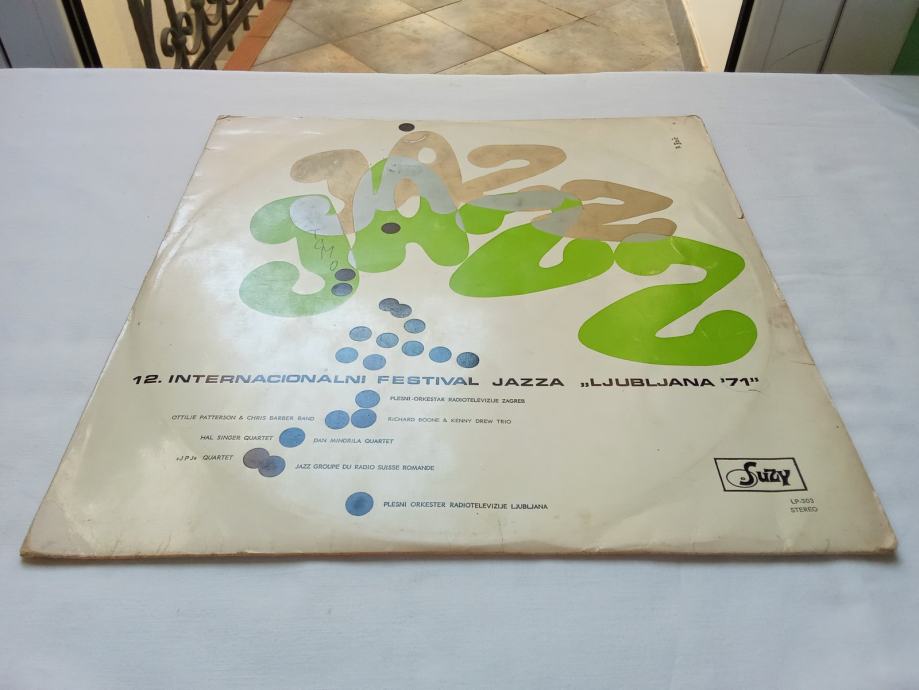 JAZZ
JAZZ
TOMO
12. INTERNACIONALNI FESTIVAL JAZZA „LJUBLJANA '71”
PLESNI-ORKESTAR RADIOTELEVIZIJE ZAGREB
OTTILIE PATTERSON & CHRIS BARBER BAND RICHARD BOONE & KENNY DREW TRIO
HAL SINGER QUARTET DAN MINDRILA QUARTET
»JPJ« QUARTET JAZZ GROUPE DU RADIO SUISSE ROMANDE
PLESNI ORKESTER RADIOTELEVIZIJE LJUBLJANA
Suzy
LP-303
STEREO